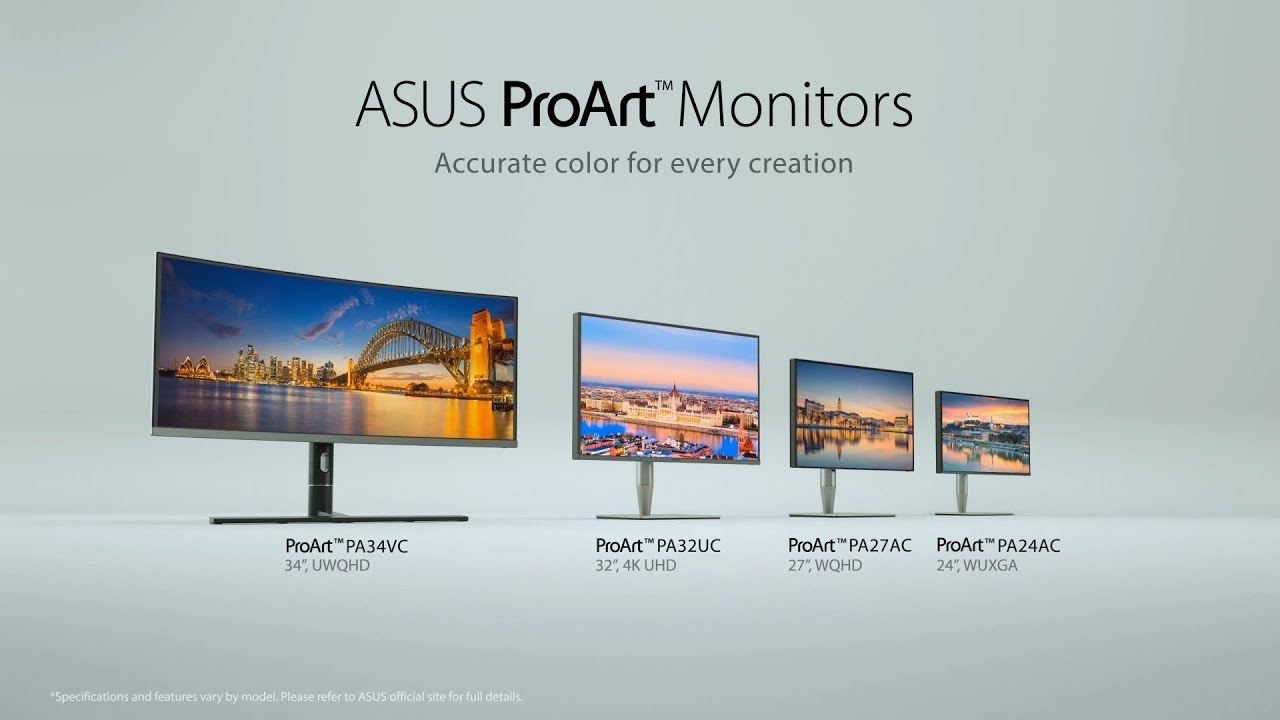 ASUS ProArt™ Monitors
Accurate color for every creation
ProArt™ PA34VC
34”, UWQHD
ProArt™ PA32UC
32”, 4K UHD
ProArt™ PA27AC
27”, WQHD
ProArt™ PA24AC
24”, WUXGA
*Specifications and features vary by model. Please refer to ASUS official site for full details.